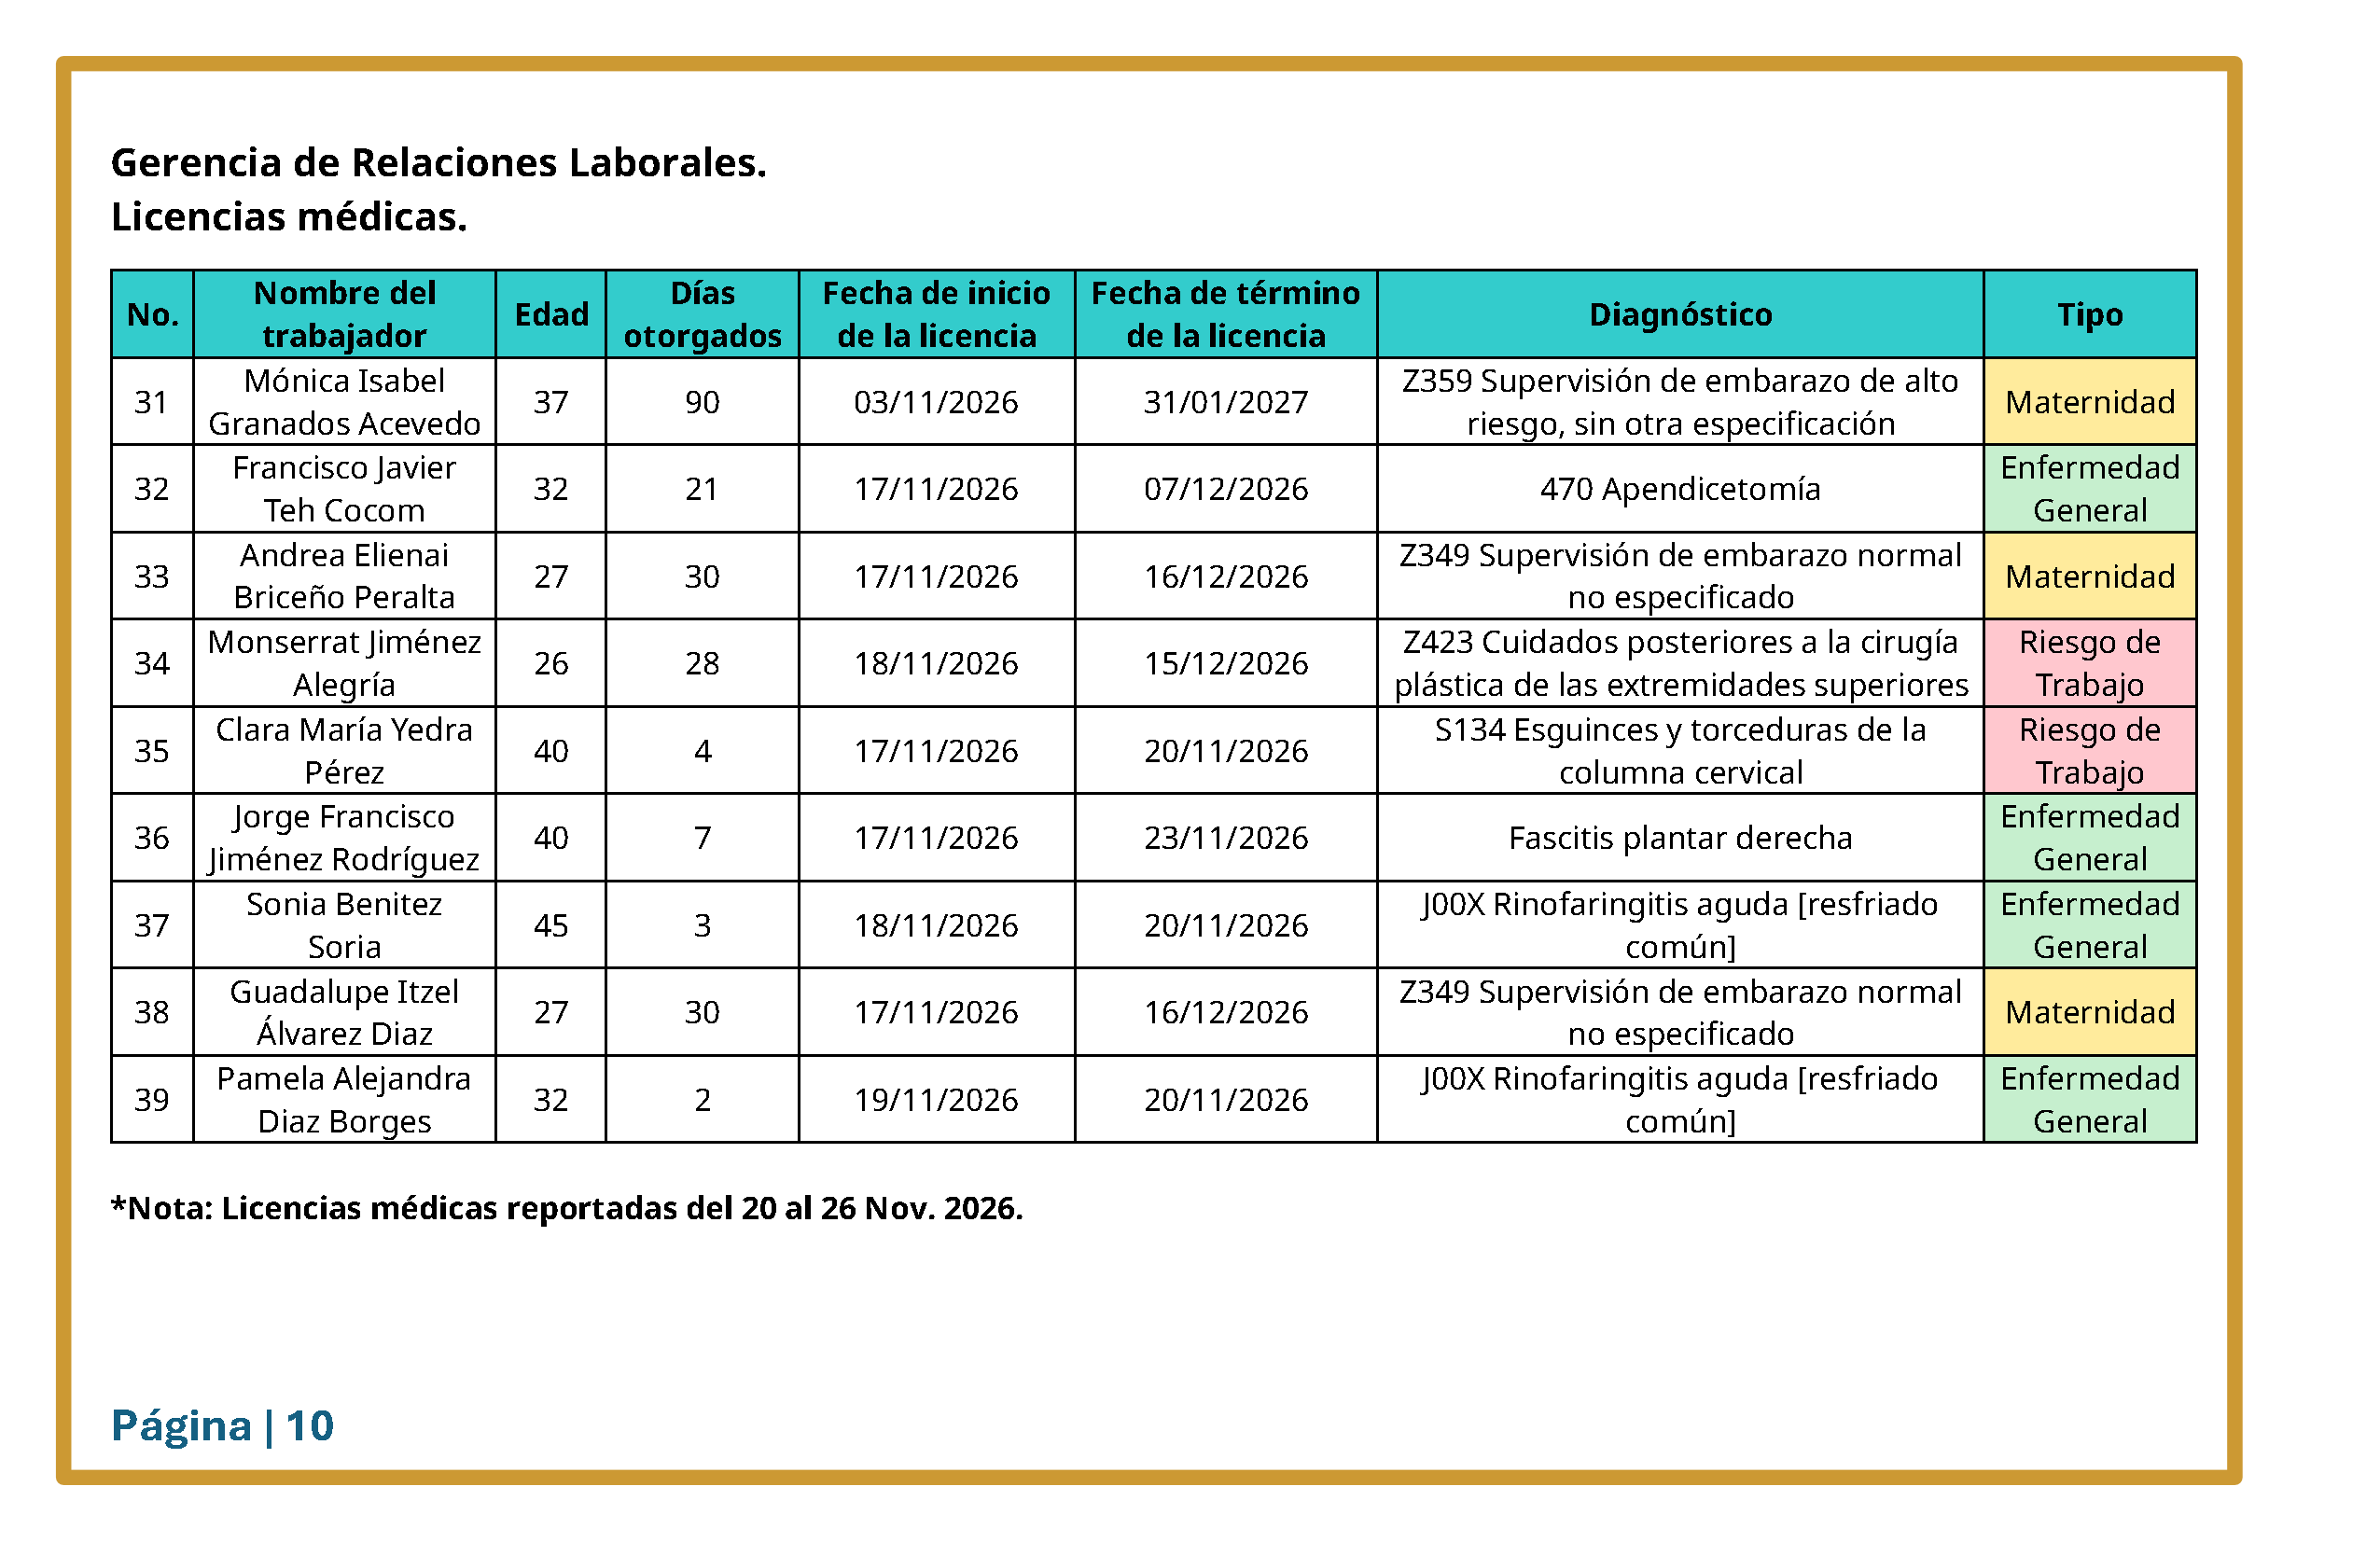 Gerencia de Relaciones Laborales.
Licencias médicas.
No. Nombre del trabajador Edad Días otorgados Fecha de inicio de la licencia Fecha de término de la licencia Diagnóstico Tipo
31 Mónica Isabel Granados Acevedo 37 90 03/11/2026 31/01/2027 Z359 Supervisión de embarazo de alto riesgo, sin otra especificación Maternidad
32 Francisco Javier Teh Cocom 32 21 17/11/2026 07/12/2026 470 Apendicetomía Enfermedad General
33 Andrea Elienai Briceño Peralta 27 30 17/11/2026 16/12/2026 Z349 Supervisión de embarazo normal no especificado Maternidad
34 Monserrat Jiménez Alegría 26 28 18/11/2026 15/12/2026 Z423 Cuidados posteriores a la cirugía plástica de las extremidades superiores Riesgo de Trabajo
35 Clara María Yedra Pérez 40 4 17/11/2026 20/11/2026 S134 Esguinces y torceduras de la columna cervical Riesgo de Trabajo
36 Jorge Francisco Jiménez Rodríguez 40 7 17/11/2026 23/11/2026 Fascitis plantar derecha Enfermedad General
37 Sonia Benitez Soria 45 3 18/11/2026 20/11/2026 J00X Rinofaringitis aguda [resfriado común] Enfermedad General
38 Guadalupe Itzel Álvarez Diaz 27 30 17/11/2026 16/12/2026 Z349 Supervisión de embarazo normal no especificado Maternidad
39 Pamela Alejandra Diaz Borges 32 2 19/11/2026 20/11/2026 J00X Rinofaringitis aguda [resfriado común] Enfermedad General
*Nota: Licencias médicas reportadas del 20 al 26 Nov. 2026.
Página | 10